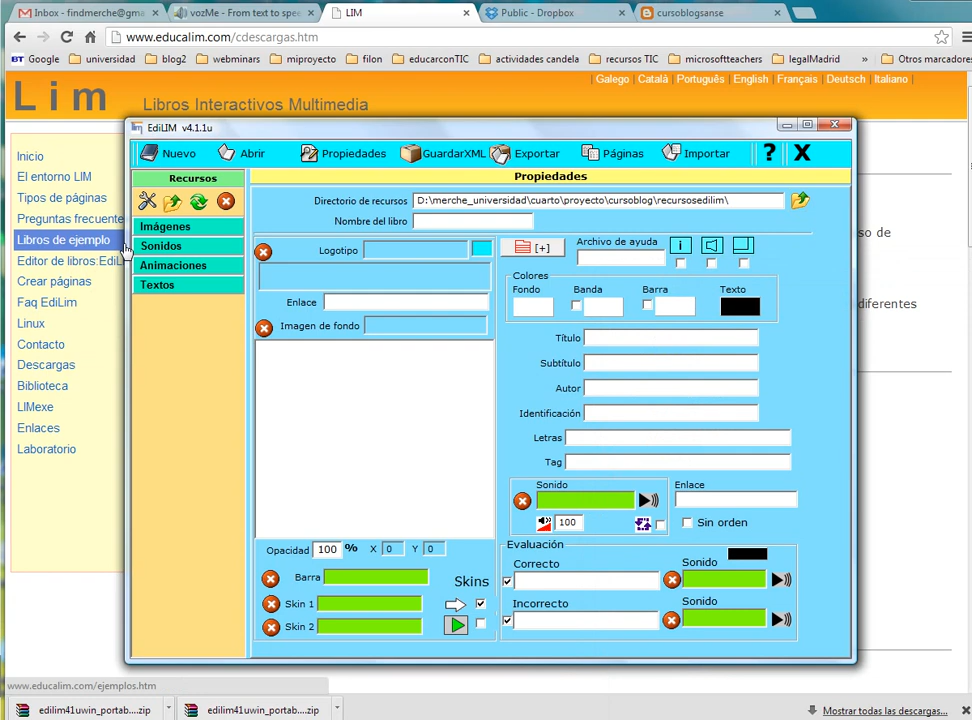 Inbox - findmerche@gma
vozMe - From text to spee
LIM
Public - Dropbox
cursoblogsanse
www.educalim.com/cdescargas.htm
BT Google
universidad
blog2
webminars
miproyecto
filon
educarconTIC
actividades candela
recursos TIC
microsoftteachers
legalMadrid
»
Otros marcadores
Galego | Català | Português | English | Français | Deutsch | Italiano |
Lim
Libros Interactivos Multimedia
Inicio
El entorno LIM
Tipos de páginas
Preguntas frecuente
Libros de ejemplo
Editor de libros:EdiL
Crear páginas
Faq EdiLim
Linux
Contacto
Descargas
Biblioteca
LIMexe
Enlaces
Laboratorio
so de
diferentes
EdiLIM v4.1.1u
Nuevo
Abrir
Propiedades
GuardarXML
Exportar
Páginas
Importar
?
X
Recursos
Imágenes
Sonidos
Animaciones
Textos
Propiedades
Directorio de recursos
D:\merche_universidad\cuarto\proyecto\cursoblog\recursosedilim\
Nombre del libro
Logotipo
Enlace
Imagen de fondo
Opacidad 100 % X 0 Y 0
Barra
Skins
Skin 1
Skin 2
[+]
Archivo de ayuda
i
Colores
Fondo
Banda
Barra
Texto
Título
Subtítulo
Autor
Identificación
Letras
Tag
Sonido
100
Enlace
Sin orden
Evaluación
Correcto
Sonido
Incorrecto
Sonido
www.educalim.com/ejemplos.htm
edilim41uwin_portab...zip
edilim41uwin_portab...zip
Mostrar todas las descargas...